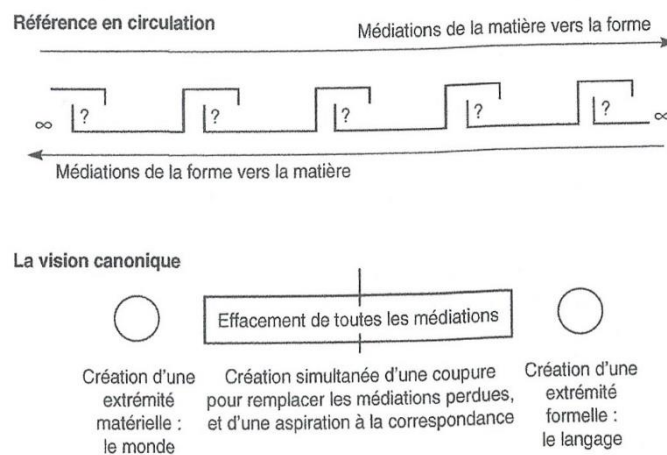 Référence en circulation
Médiations de la matière vers la forme
∞ ? ? ? ? ? ∞
Médiations de la forme vers la matière
La vision canonique
Effacement de toutes les médiations
Création d'une
extrémité
matérielle :
le monde
Création simultanée d'une coupure
pour remplacer les médiations perdues,
et d'une aspiration à la correspondance
Création d'une
extrémité
formelle :
le langage